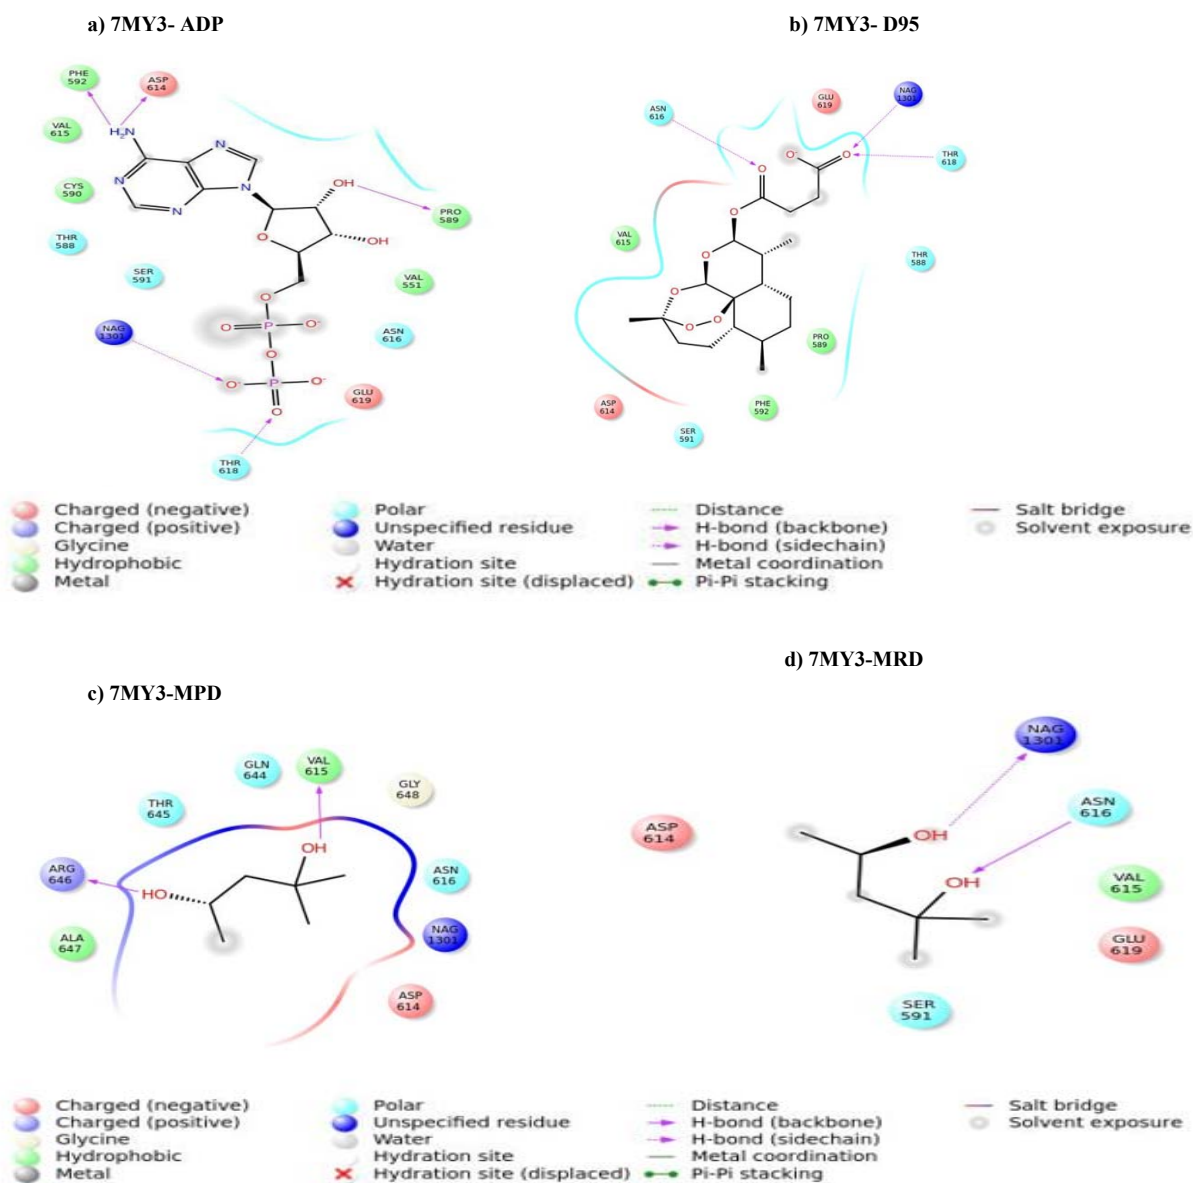 a) 7MY3- ADP
PHE
592
ASP
614
VAL
615
H2N
N
N
N
N
N
CYS
590
OH
PRO
589
THR
588
O
OH
SER
591
VAL
551
O
NAG
1301
O
P
O-
ASN
616
O
O-
P
O-
GLU
619
O
THR
618
b) 7MY3- D95
GLU
619
NAG
1301
ASN
616
O-
O
THR
618
O
O
VAL
615
O
THR
588
O
O
O
PRO
589
ASP
614
PHE
592
SER
591
Charged (negative)
Charged (positive)
Glycine
Hydrophobic
Metal
Polar
Unspecified residue
Water
Hydration site
Hydration site (displaced)
Distance
H-bond (backbone)
H-bond (sidechain)
Metal coordination
Pi-Pi stacking
Salt bridge
Solvent exposure
c) 7MY3-MPD
GLN
644
VAL
615
GLY
648
THR
645
OH
ARG
646
HO
ASN
616
ALA
647
NAG
1301
ASP
614
d) 7MY3-MRD
NAG
1301
ASN
616
ASP
614
OH
OH
VAL
615
GLU
619
SER
591
Charged (negative)
Charged (positive)
Glycine
Hydrophobic
Metal
Polar
Unspecified residue
Water
Hydration site
Hydration site (displaced)
Distance
H-bond (backbone)
H-bond (sidechain)
Metal coordination
Pi-Pi stacking
Salt bridge
Solvent exposure